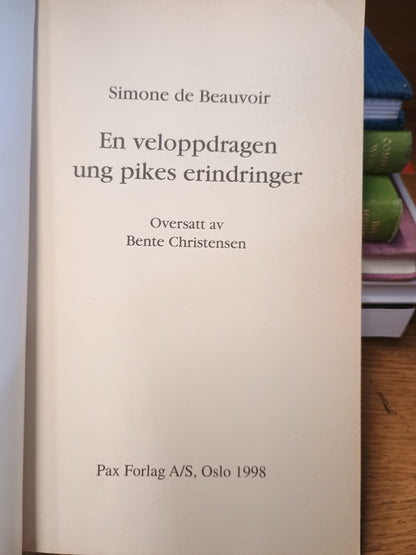 Simone de Beauvoir
En veloppdragen
ung pikes erindringer
Oversatt av
Bente Christensen
Pax Forlag A/S, Oslo 1998